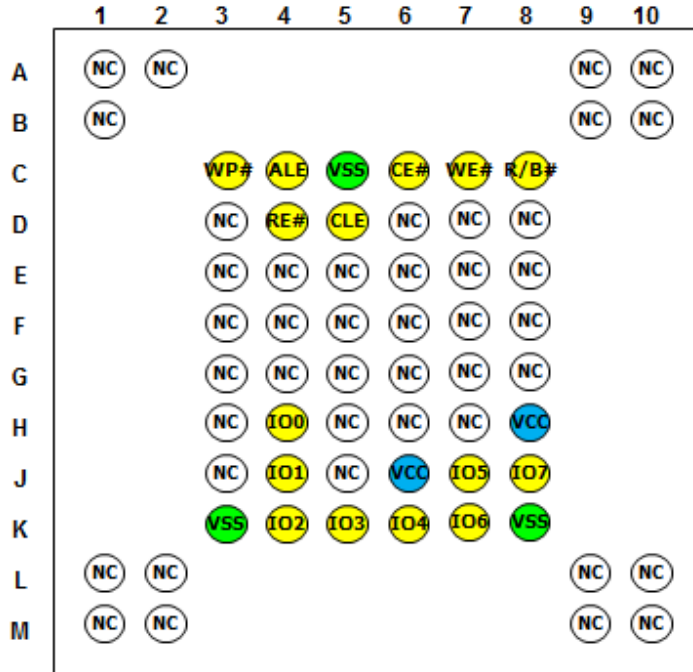 1 2 3 4 5 6 7 8 9 10
A NC NC NC NC
B NC NC NC
C WP# ALE VSS CE# WE# R/B#
D NC RE# CLE NC NC NC
E NC NC NC NC NC NC
F NC NC NC NC NC NC
G NC NC NC NC NC NC
H NC IO0 NC NC NC VCC
J NC IO1 NC VCC IO5 IO7
K VSS IO2 IO3 IO4 IO6 VSS
L NC NC NC NC
M NC NC NC NC